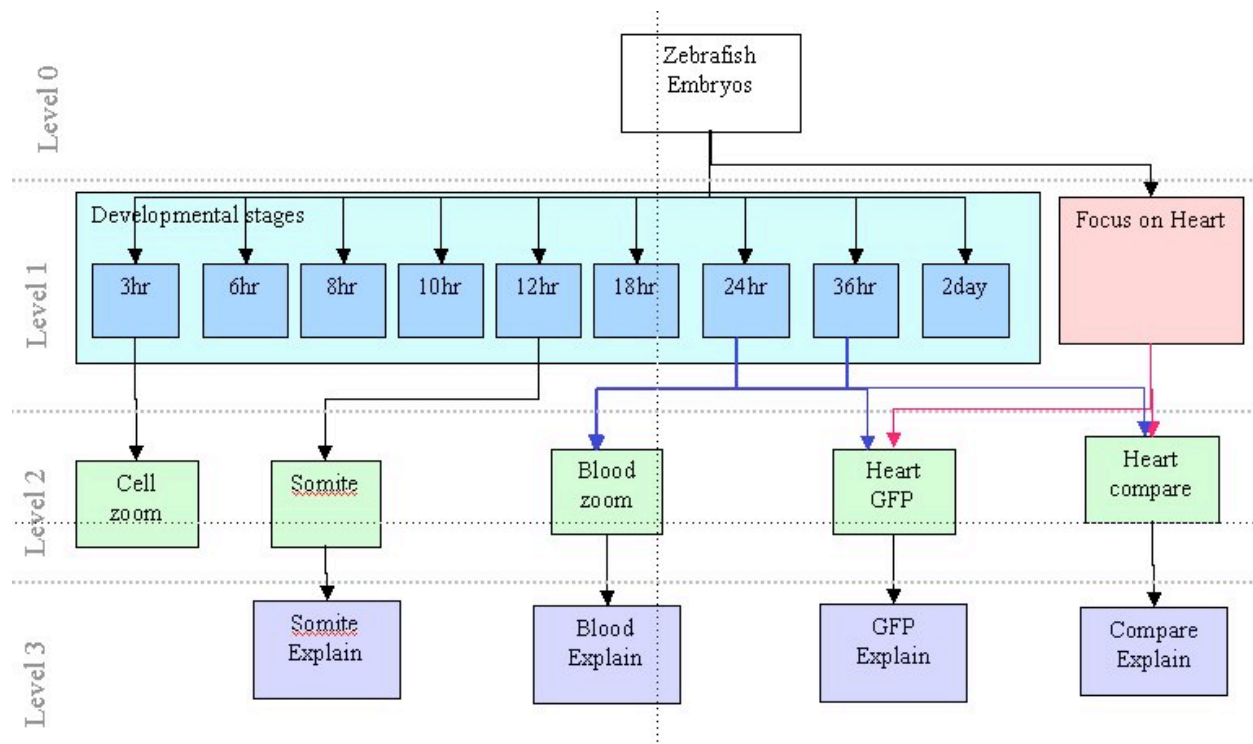 Level 0
Zebrafish
Embryos
Level 1
Developmental stages
Focus on Heart
3hr
6hr
8hr
10hr
12hr
18hr
24hr
36hr
2day
Level 2
Cell
zoom
Somite
Blood
zoom
Heart
GFP
Heart
compare
Level 3
Somite
Explain
Blood
Explain
GFP
Explain
Compare
Explain